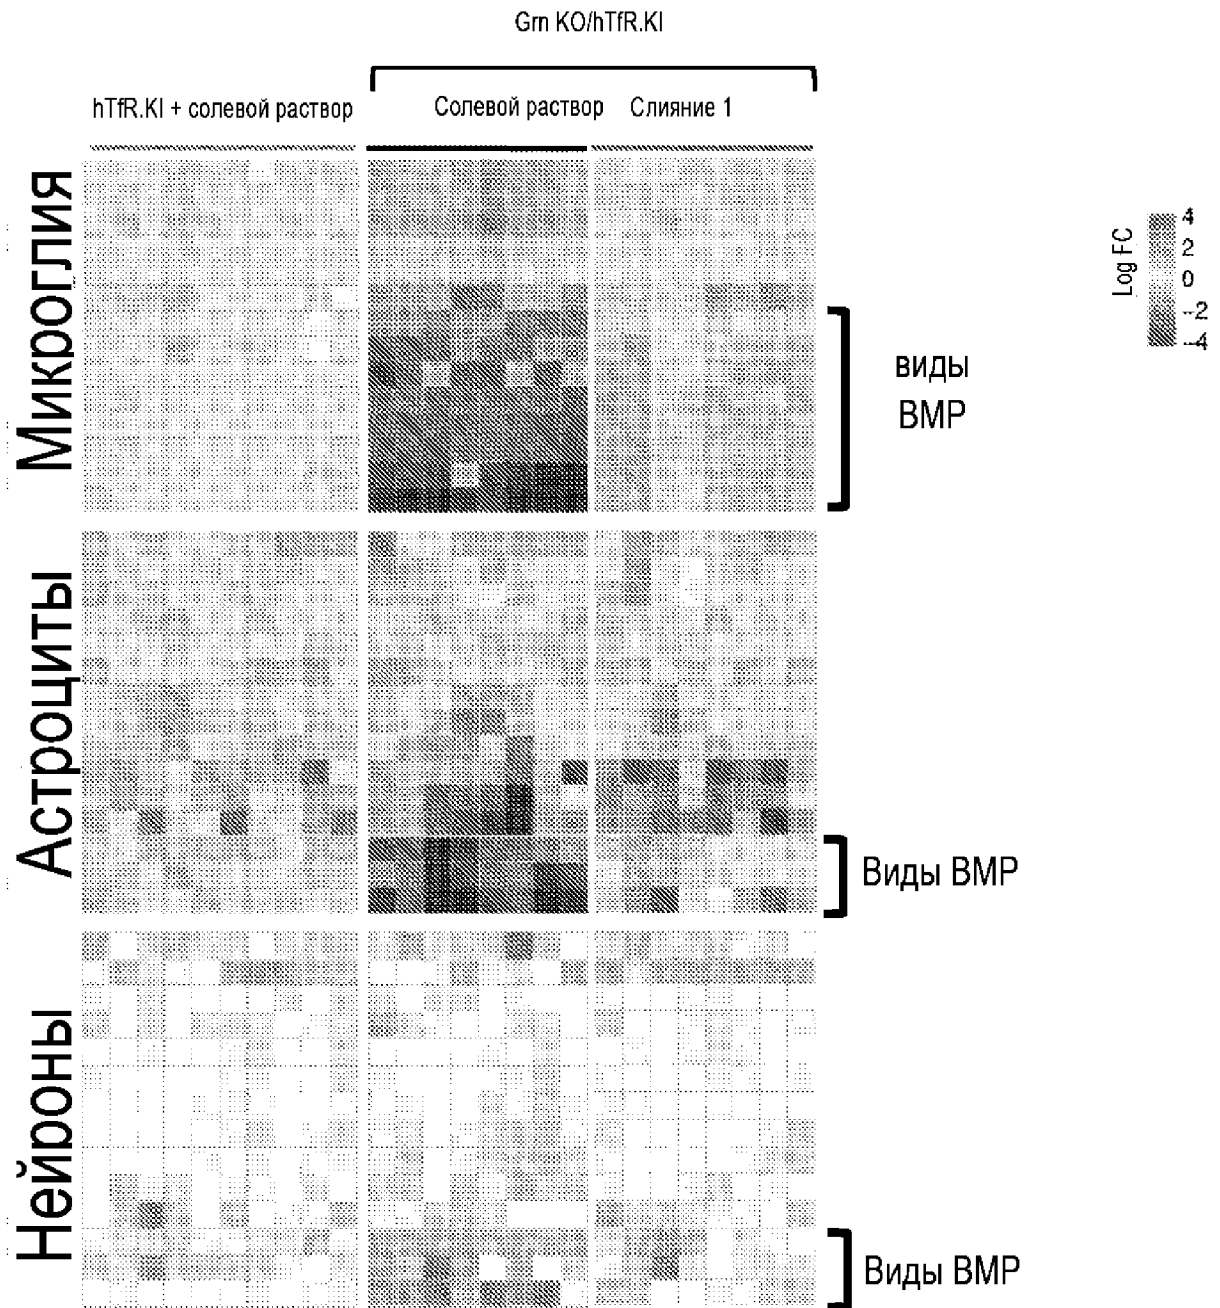 Grn KO/hTfR.KI
hTfR.KI + солевой раствор
Солевой раствор
Слияние 1
Микроглия
Log FC
4
2
0
--2
--4
виды
BMP
Астроциты
Виды BMP
Нейроны
Виды BMP